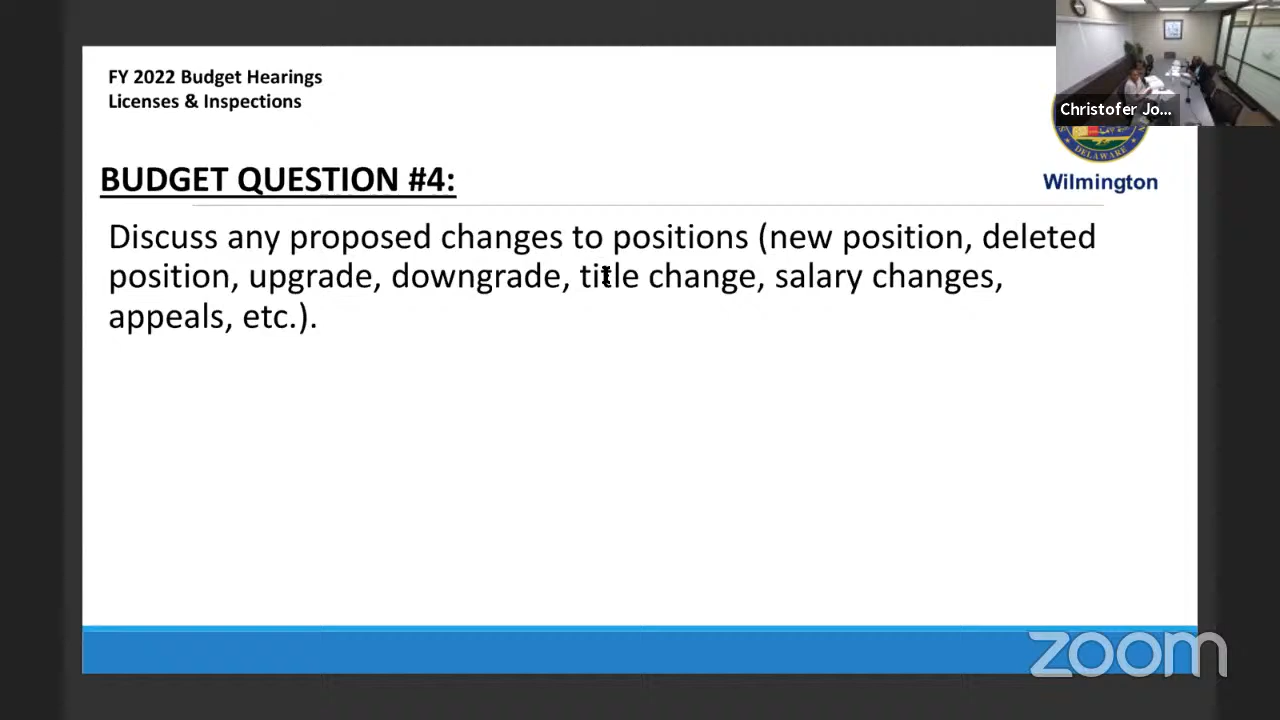 FY 2022 Budget Hearings
Licenses & Inspections
Christofer Jo...
DELAWARE
Wilmington
BUDGET QUESTION #4:
Discuss any proposed changes to positions (new position, deleted
position, upgrade, downgrade, title change, salary changes,
appeals, etc.).
zoom